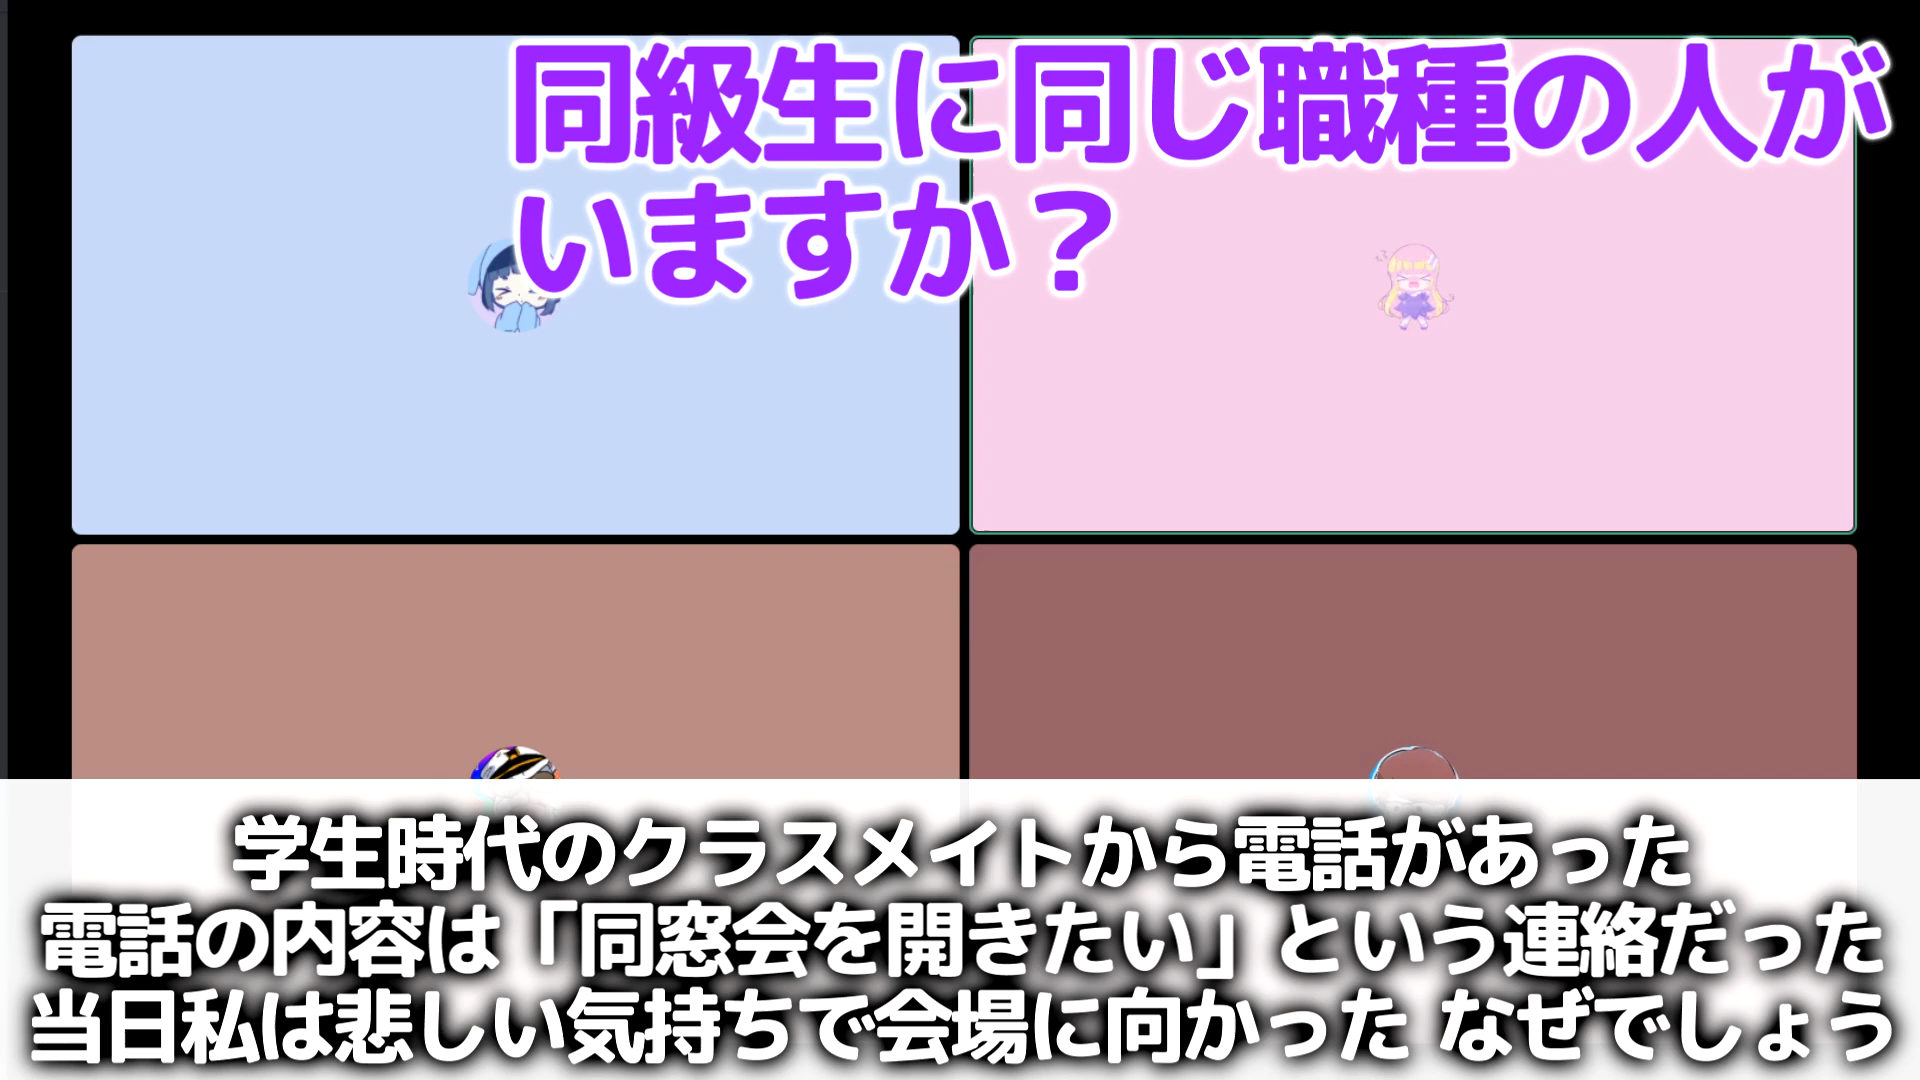 同級生に同じ職種の人が
いますか？
学生時代のクラスメイトから電話があった
電話の内容は「同窓会を開きたい」という連絡だった
当日私は悲しい気持ちで会場に向かった なぜでしょう